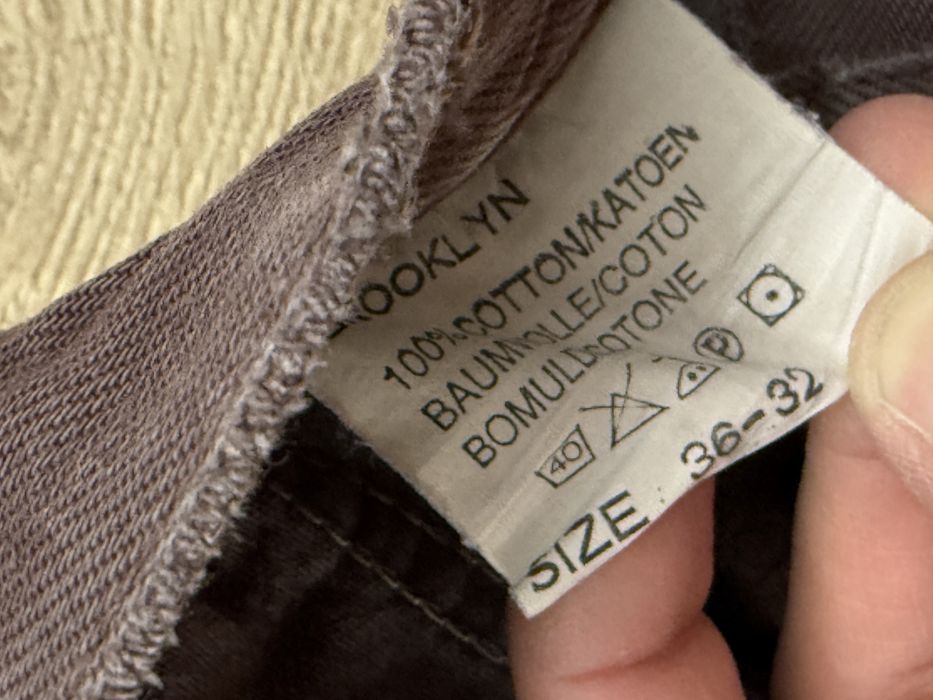 ROOKLYN
100% COTTON/KATOEN
BAUMWOLLE/COTON
BOMULD COTONE
40 P
SIZE : 36-32